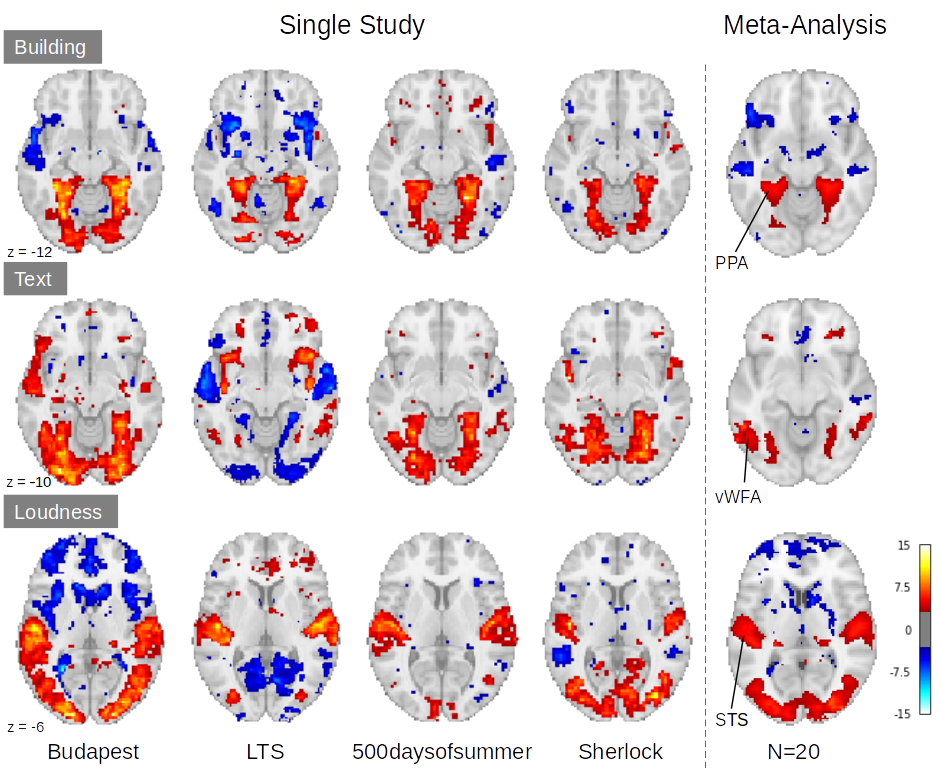 Single Study
Meta-Analysis
Building
z = -12
PPA
Text
z = -10
vWFA
Loudness
15
7.5
0
-7.5
-15
STS
z = -6
Budapest
LTS
500daysofsummer
Sherlock
N=20